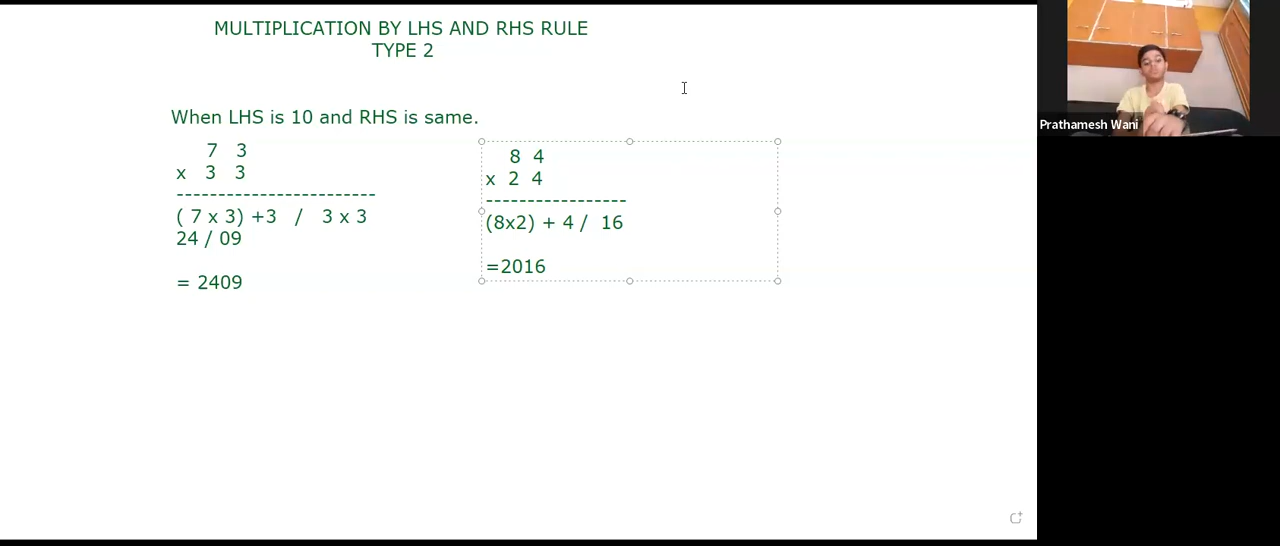 MULTIPLICATION BY LHS AND RHS RULE
TYPE 2
When LHS is 10 and RHS is same.
7 3
x 3 3
------------------------
( 7 x 3) +3 / 3 x 3
24 / 09
= 2409
8 4
x 2 4
-----------------
(8x2) + 4 / 16
=2016
Prathamesh Wani